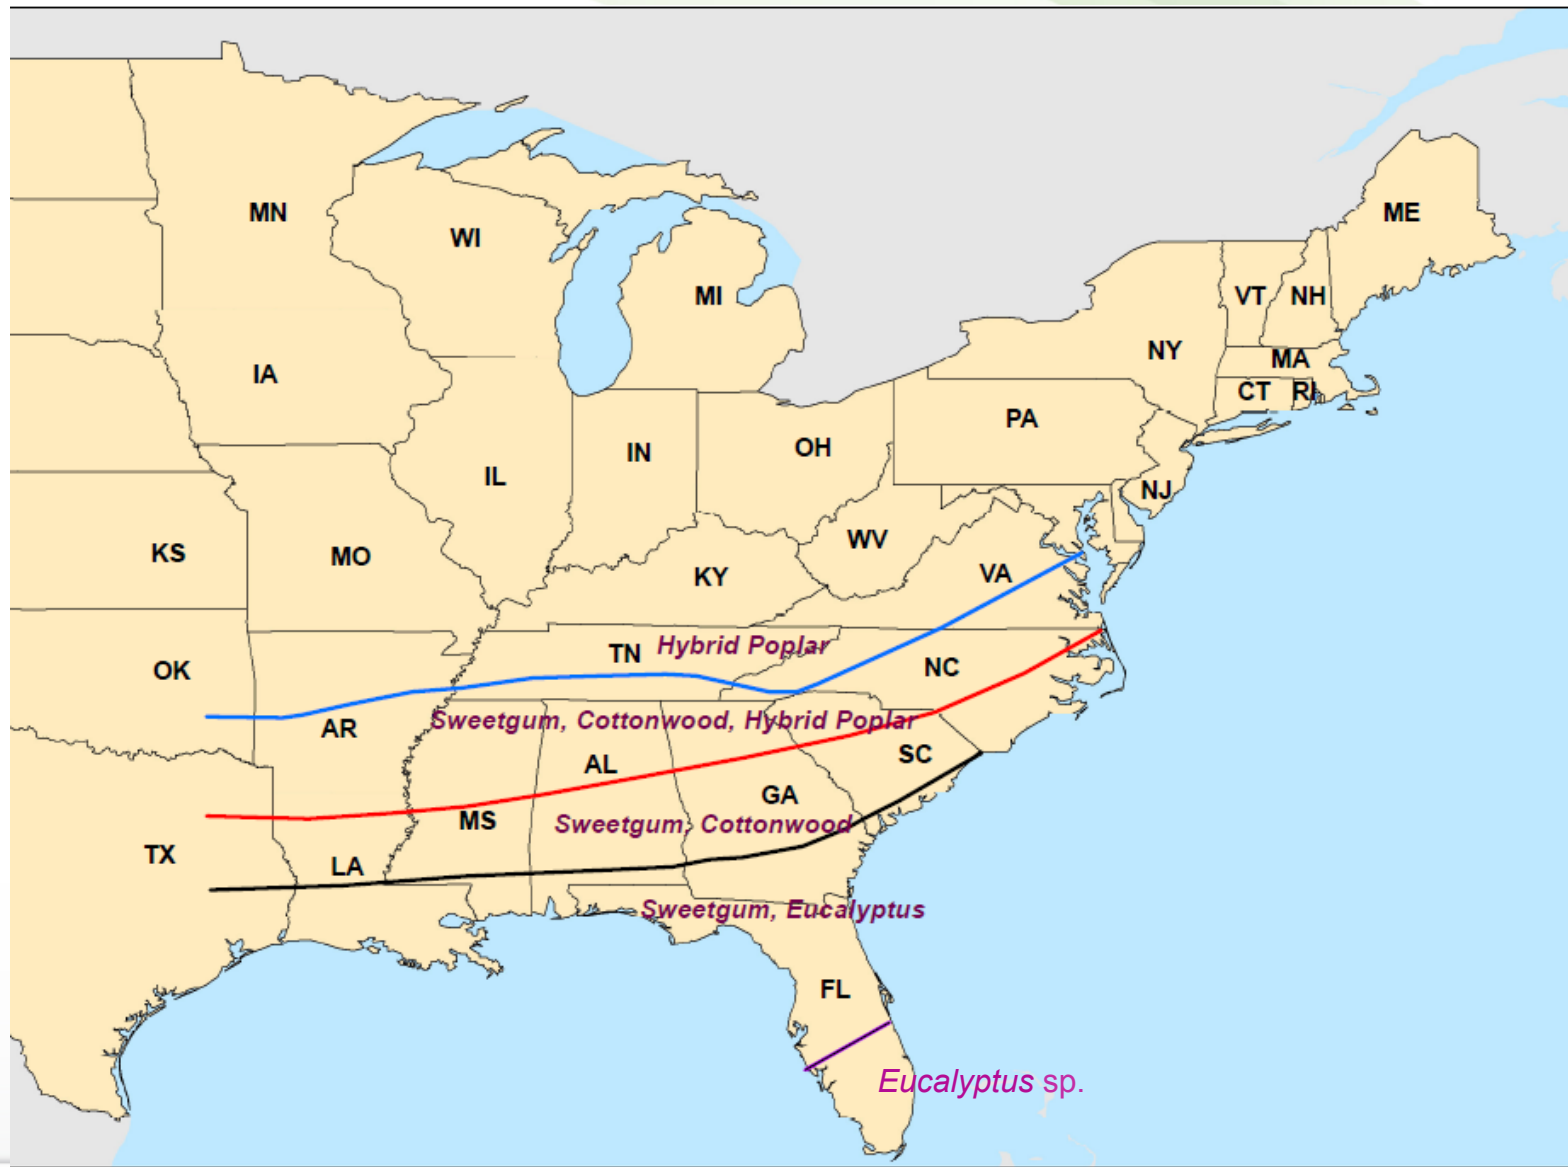 ME
MN
WI
MI
VT
NH
NY
MA
IA
CT
RI
PA
OH
IN
IL
NJ
WV
KS
MO
VA
KY
TN
Hybrid Poplar
NC
OK
Sweetgum, Cottonwood, Hybrid Poplar
AR
SC
AL
GA
MS
Sweetgum, Cottonwood
TX
LA
Sweetgum, Eucalyptus
FL
Eucalyptus sp.